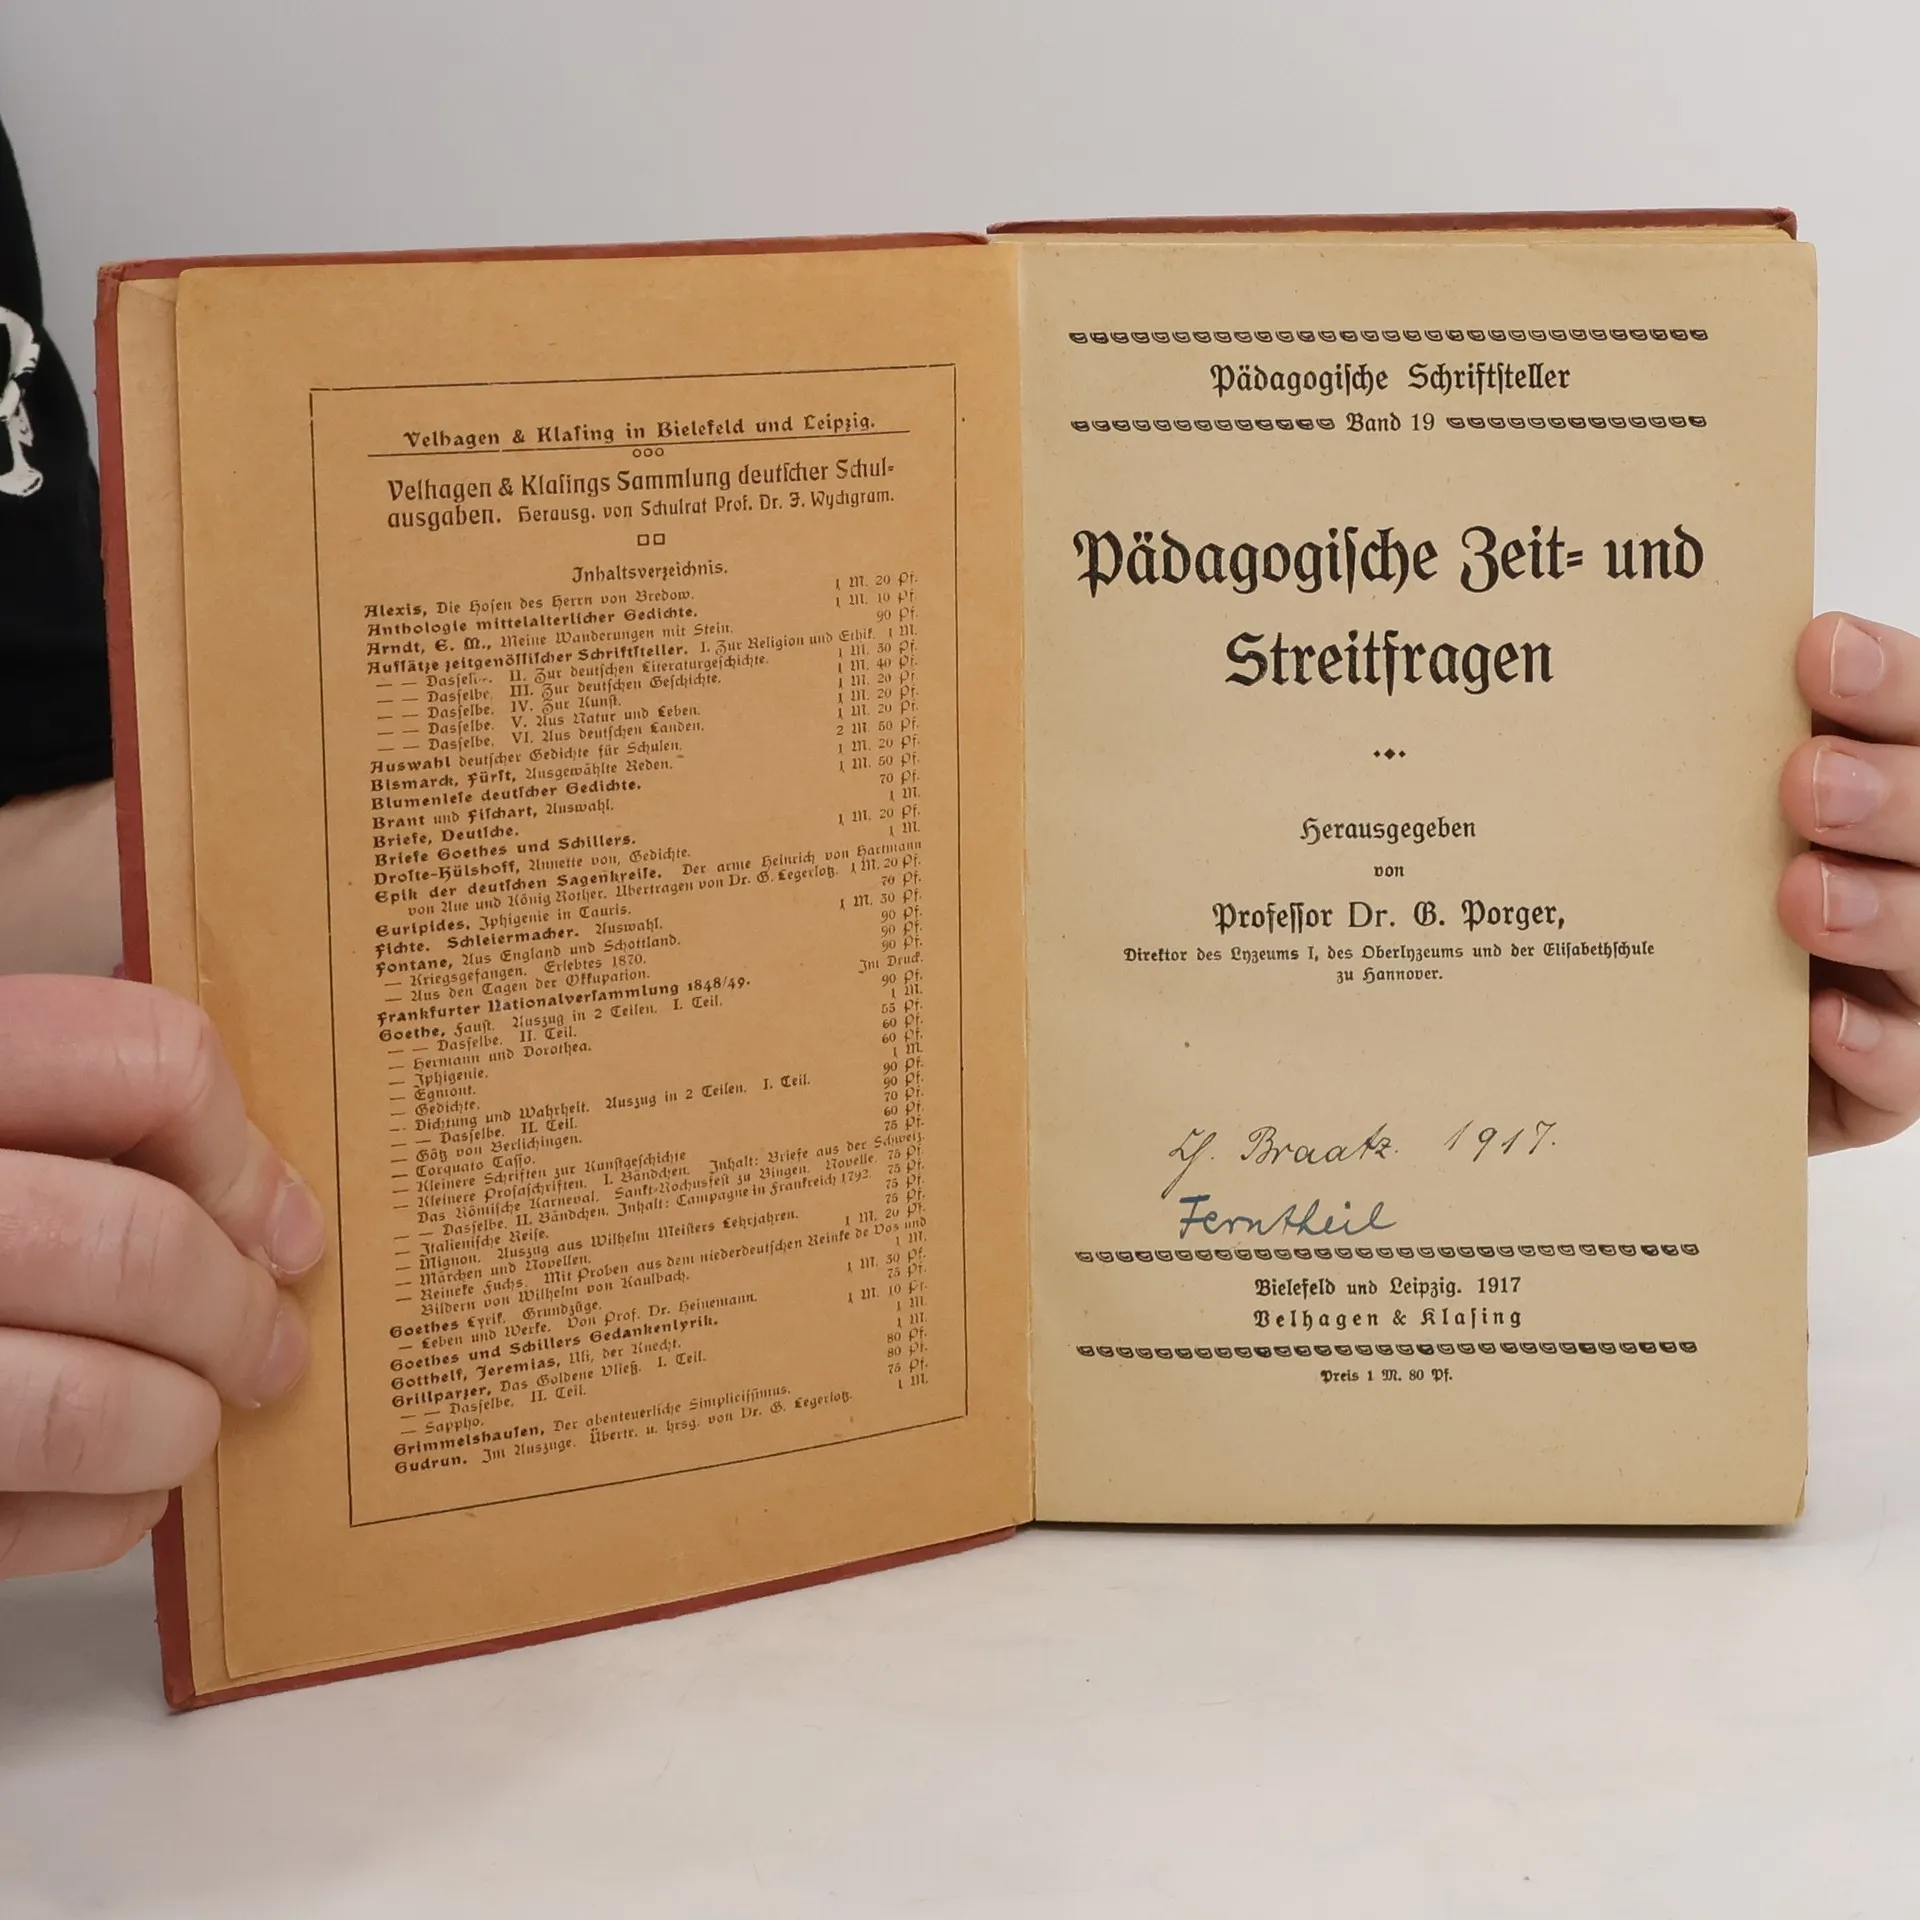 Velhagen & Klasing in Bielefeld und Leipzig.
Velhagen & Klasings Sammlung deutscher Schul-
ausgaben. Herausg. von Schulrat Prof. Dr. J. Wychgram.
Inhaltsverzeichnis.
Alexis, Die Hosen des Herrn von Bredow. 1 M. 20 Pf.
Anthologie mittelalterlicher Gedichte. 1 M. 10 Pf.
Arndt, E. M., Meine Wanderungen mit Stein. 90 Pf.
Aufsätze zeitgenössischer Schriftsteller. I. Zur Religion und Ethik. 1 M.
— — Dasselbe. II. Zur deutschen Literaturgeschichte. 1 M. 30 Pf.
— — Dasselbe. III. Zur deutschen Geschichte. 1 M. 40 Pf.
— — Dasselbe. IV. Zur Kunst. 1 M. 20 Pf.
— — Dasselbe. V. Aus Natur und Leben. 1 M. 20 Pf.
— — Dasselbe. VI. Aus deutschen Landen. 1 M. 20 Pf.
Auswahl deutscher Gedichte für Schulen. 2 M. 50 Pf.
Bismarck, Fürst, Ausgewählte Reden. 1 M. 20 Pf.
Blumenlese deutscher Gedichte. 1 M. 50 Pf.
Brant und Fischart, Auswahl. 70 Pf.
Briefe, Deutsche. 1 M.
Briefe Goethes und Schillers. 1 M. 20 Pf.
Droste-Hülshoff, Annette von, Gedichte. 1 M.
Epik der deutschen Sagenkreise. Der arme Heinrich von Hartmann
von Aue und König Rother. Übertragen von Dr. G. Legerlotz. 1 M. 20 Pf.
Euripides, Iphigenie in Tauris. 70 Pf.
Fichte. Schleiermacher. Auswahl. 1 M. 30 Pf.
Fontane, Aus England und Schottland. 90 Pf.
— Kriegsgefangen. Erlebtes 1870. 90 Pf.
— Aus den Tagen der Okkupation. 90 Pf.
Frankfurter Nationalversammlung 1848/49. Im Druck.
Goethe, Faust. Auszug in 2 Teilen. I. Teil. 90 Pf.
— — Dasselbe. II. Teil. 1 M.
— Hermann und Dorothea. 55 Pf.
— Iphigenie. 60 Pf.
— Egmont. 60 Pf.
— Gedichte. 1 M.
— Dichtung und Wahrheit. Auszug in 2 Teilen. I. Teil. 90 Pf.
— — Dasselbe. II. Teil. 90 Pf.
— Götz von Berlichingen. 70 Pf.
— Torquato Tasso. 60 Pf.
— Kleinere Schriften zur Kunstgeschichte 75 Pf.
— Kleinere Prosaschriften. I. Bändchen. Inhalt: Briefe aus der Schweiz.
Das Römische Karneval. Sankt-Rochusfest zu Bingen. Novelle. 75 Pf.
— — Dasselbe. II. Bändchen. Inhalt: Campagne in Frankreich 1792. 75 Pf.
— Italienische Reise. 75 Pf.
— Mignon. Auszug aus Wilhelm Meisters Lehrjahren. 75 Pf.
— Märchen und Novellen. 1 M. 20 Pf.
— Reineke Fuchs. Mit Proben aus dem niederdeutschen Reinke de Vos und
Bildern von Wilhelm von Kaulbach. 1 M.
Goethes Lyrik. Grundzüge. 1 M. 30 Pf.
— Leben und Werke. Von Prof. Dr. Heinemann. 75 Pf.
Goethes und Schillers Gedankenlyrik. 1 M. 10 Pf.
Gotthelf, Jeremias, Uli, der Knecht. 1 M.
Grillparzer, Das Goldene Vließ. I. Teil. 1 M.
— — Dasselbe. II. Teil. 80 Pf.
— Sappho. 80 Pf.
Grimmelshausen, Der abenteuerliche Simplicissimus. 75 Pf.
Gudrun. Im Auszuge. Übertr. u. hrsg. von Dr. G. Legerlotz. 1 M.
Pädagogische Schriftsteller
Band 19
Pädagogische Zeit- und
Streitfragen
Herausgegeben
von
Professor Dr. G. Porger,
Direktor des Lyzeums I, des Oberlyzeums und der Elisabethschule
zu Hannover.
Braatz. 1917.
Ferntheil
Bielefeld und Leipzig. 1917
Velhagen & Klasing
Preis 1 M. 80 Pf.